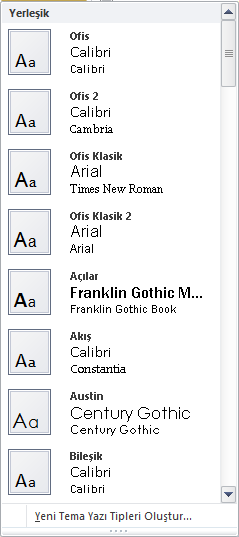 Yerleşik
Aa
Ofis
Calibri
Calibri
Aa
Ofis 2
Calibri
Cambria
Aa
Ofis Klasik
Arial
Times New Roman
Aa
Ofis Klasik 2
Arial
Arial
Aa
Açılar
Franklin Gothic M...
Franklin Gothic Book
Aa
Akış
Calibri
Constantia
Aa
Austin
Century Gothic
Century Gothic
Aa
Bileşik
Calibri
Calibri
Yeni Tema Yazı Tipleri Oluştur...